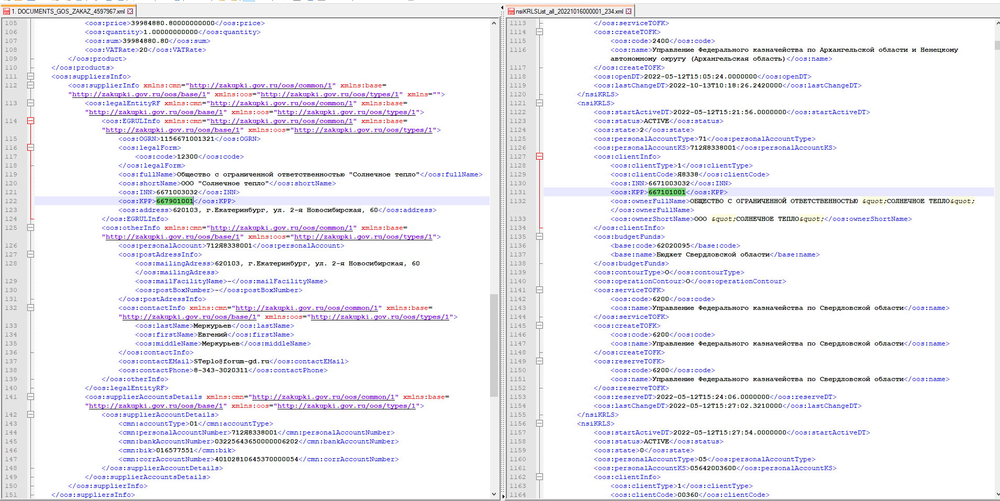 1. DOCUMENTS_GOS_ZAKAZ_4597967.xml
105 <oos:price>39984880.80000000000</oos:price>
106 <oos:quantity>1.00000000000</oos:quantity>
107 <oos:sum>39984880.80</oos:sum>
108 <oos:VATRate>20</oos:VATRate>
109 </oos:product>
110 </oos:products>
111 <oos:suppliersInfo>
112 <oos:supplierInfo xmlns:cmn="http://zakupki.gov.ru/oos/common/1" xmlns:base=
"http://zakupki.gov.ru/oos/base/1" xmlns:oos="http://zakupki.gov.ru/oos/types/1" xmlns="">
113 <oos:legalEntityRF xmlns:cmn="http://zakupki.gov.ru/oos/common/1" xmlns:base=
"http://zakupki.gov.ru/oos/base/1" xmlns:oos="http://zakupki.gov.ru/oos/types/1">
114 <oos:EGRULInfo xmlns:cmn="http://zakupki.gov.ru/oos/common/1" xmlns:base=
"http://zakupki.gov.ru/oos/base/1" xmlns:oos="http://zakupki.gov.ru/oos/types/1">
115 <oos:OGRN>1156671001321</oos:OGRN>
116 <oos:legalForm>
117 <oos:code>12300</oos:code>
118 </oos:legalForm>
119 <oos:fullName>Общество с ограниченной ответственностью "Солнечное тепло"</oos:fullName>
120 <oos:shortName>ООО "Солнечное тепло"</oos:shortName>
121 <oos:INN>6671003032</oos:INN>
122 <oos:KPP>667901001</oos:KPP>
123 <oos:address>620103, г.Екатеринбург, ул. 2-я Новосибирская, 60</oos:address>
124 </oos:EGRULInfo>
125 <oos:otherInfo xmlns:cmn="http://zakupki.gov.ru/oos/common/1" xmlns:base=
"http://zakupki.gov.ru/oos/base/1" xmlns:oos="http://zakupki.gov.ru/oos/types/1">
126 <oos:personalAccount>712Я8338001</oos:personalAccount>
127 <oos:postAdressInfo>
128 <oos:mailingAdress>620103, г.Екатеринбург, ул. 2-я Новосибирская, 60
</oos:mailingAdress>
129 <oos:mailFacilityName>-</oos:mailFacilityName>
130 <oos:postBoxNumber>-</oos:postBoxNumber>
131 </oos:postAdressInfo>
132 <oos:contactInfo xmlns:cmn="http://zakupki.gov.ru/oos/common/1" xmlns:base=
"http://zakupki.gov.ru/oos/base/1" xmlns:oos="http://zakupki.gov.ru/oos/types/1">
133 <oos:lastName>Меркурьев</oos:lastName>
134 <oos:firstName>Евгений</oos:firstName>
135 <oos:middleName>Меркурьев</oos:middleName>
136 </oos:contactInfo>
137 <oos:contactEMail>STeplo@forum-gd.ru</oos:contactEMail>
138 <oos:contactPhone>8-343-3020311</oos:contactPhone>
139 </oos:otherInfo>
140 </oos:legalEntityRF>
141 <oos:supplierAccountsDetails xmlns:cmn="http://zakupki.gov.ru/oos/common/1" xmlns:base=
"http://zakupki.gov.ru/oos/base/1" xmlns:oos="http://zakupki.gov.ru/oos/types/1">
142 <oos:supplierAccountDetails>
143 <cmn:accountType>01</cmn:accountType>
144 <cmn:personalAccountNumber>712Я8338001</cmn:personalAccountNumber>
145 <cmn:bankAccountNumber>03225643650000006202</cmn:bankAccountNumber>
146 <cmn:bik>016577551</cmn:bik>
147 <cmn:corrAccountNumber>40102810645370000054</cmn:corrAccountNumber>
148 </oos:supplierAccountDetails>
149 </oos:supplierAccountsDetails>
150 </oos:supplierInfo>
151 </oos:suppliersInfo>
nsiKRLSList_all_20221016000001_234.xml
1113 </oos:serviceTOFK>
1114 <oos:createTOFK>
1115 <oos:code>2400</oos:code>
1116 <oos:name>Управление Федерального казначейства по Архангельской области и Ненецкому
автономному округу (Архангельская область)</oos:name>
1117 </oos:createTOFK>
1118 <oos:openDT>2022-05-12T15:05:24.0000000</oos:openDT>
1119 <oos:lastChangeDT>2022-10-13T10:18:26.2420000</oos:lastChangeDT>
1120 </nsiKRLS>
1121 <nsiKRLS>
1122 <oos:startActiveDT>2022-05-12T15:21:56.0000000</oos:startActiveDT>
1123 <oos:status>ACTIVE</oos:status>
1124 <oos:state>2</oos:state>
1125 <oos:personalAccountType>71</oos:personalAccountType>
1126 <oos:personalAccountKS>712Я8338001</oos:personalAccountKS>
1127 <oos:clientInfo>
1128 <oos:clientType>1</oos:clientType>
1129 <oos:clientCode>Я8338</oos:clientCode>
1130 <oos:INN>6671003032</oos:INN>
1131 <oos:KPP>667101001</oos:KPP>
1132 <oos:ownerFullName>ОБЩЕСТВО С ОГРАНИЧЕННОЙ ОТВЕТСТВЕННОСТЬЮ &quot;СОЛНЕЧНОЕ ТЕПЛО&quot;
</oos:ownerFullName>
1133 <oos:ownerShortName>ООО &quot;СОЛНЕЧНОЕ ТЕПЛО&quot;</oos:ownerShortName>
1134 </oos:clientInfo>
1135 <oos:budgetFunds>
1136 <base:code>62020095</base:code>
1137 <base:name>Бюджет Свердловской области</base:name>
1138 </oos:budgetFunds>
1139 <oos:contourType>O</oos:contourType>
1140 <oos:operationContour>O</oos:operationContour>
1141 <oos:serviceTOFK>
1142 <oos:code>6200</oos:code>
1143 <oos:name>Управление Федерального казначейства по Свердловской области</oos:name>
1144 </oos:serviceTOFK>
1145 <oos:createTOFK>
1146 <oos:code>6200</oos:code>
1147 <oos:name>Управление Федерального казначейства по Свердловской области</oos:name>
1148 </oos:createTOFK>
1149 <oos:reserveTOFK>
1150 <oos:code>6200</oos:code>
1151 <oos:name>Управление Федерального казначейства по Свердловской области</oos:name>
1152 </oos:reserveTOFK>
1153 <oos:reserveDT>2022-05-12T15:24:06.0000000</oos:reserveDT>
1154 <oos:lastChangeDT>2022-05-12T15:27:02.3210000</oos:lastChangeDT>
1155 </nsiKRLS>
1156 <nsiKRLS>
1157 <oos:startActiveDT>2022-05-12T15:27:54.0000000</oos:startActiveDT>
1158 <oos:status>ACTIVE</oos:status>
1159 <oos:state>0</oos:state>
1160 <oos:personalAccountType>05</oos:personalAccountType>
1161 <oos:personalAccountKS>05642003600</oos:personalAccountKS>
1162 <oos:clientInfo>
1163 <oos:clientType>1</oos:clientType>
1164 <oos:clientCode>00360</oos:clientCode>